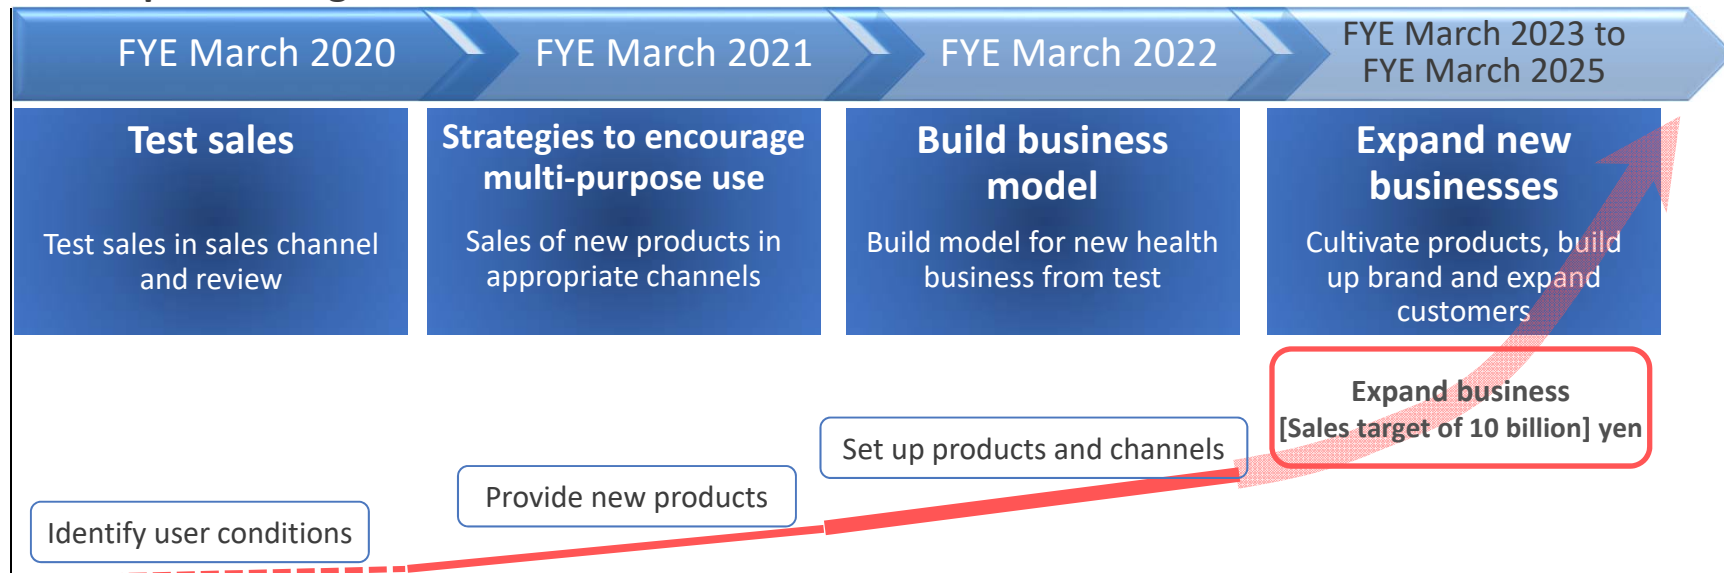 FYE March 2020
FYE March 2021
FYE March 2022
FYE March 2023 to
FYE March 2025
Test sales
Test sales in sales channel
and review
Strategies to encourage
multi-purpose use
Sales of new products in
appropriate channels
Build business
model
Build model for new health
business from test
Expand new
businesses
Cultivate products, build
up brand and expand
customers
Expand business
[Sales target of 10 billion] yen
Set up products and channels
Provide new products
Identify user conditions